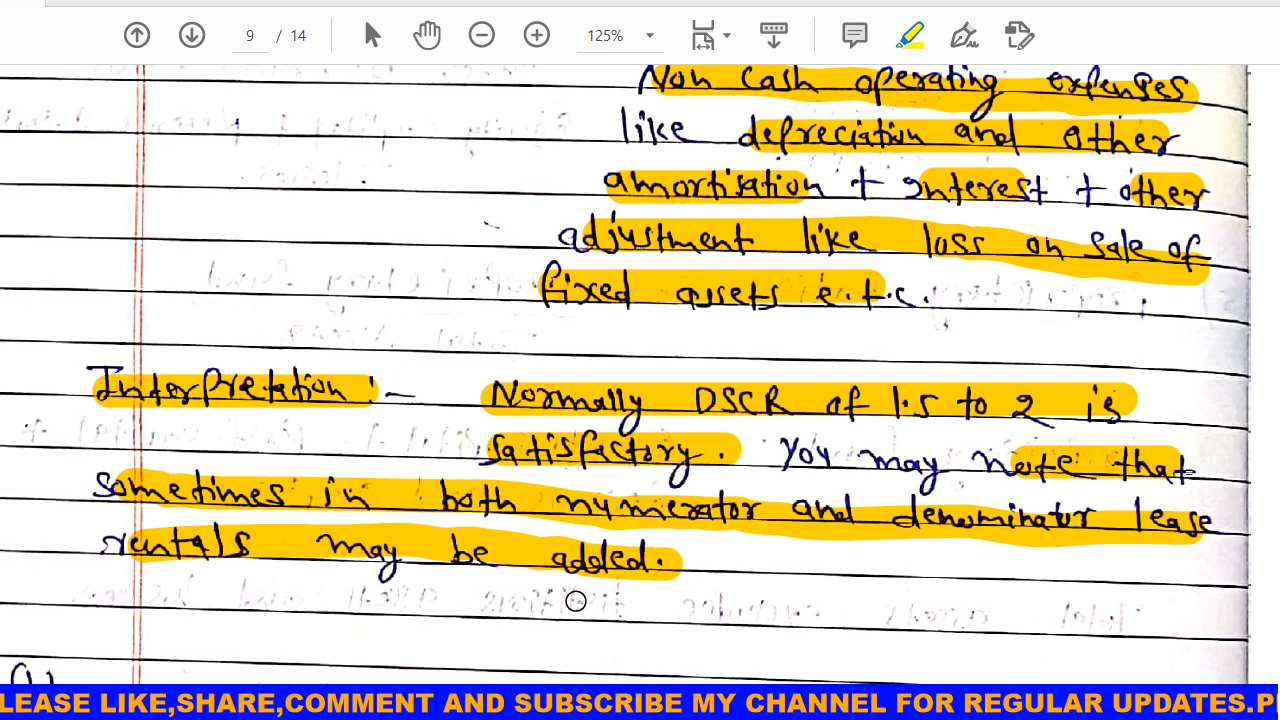 9 / 14 125%
Non Cash operating expenses
like depreciation and other
amortisation + interest + other
adjustment like loss on sale of
fixed assets e.t.c.
Interpretation :- Normally DSCR of 1.5 to 2 is
satisfactory. You may note that
sometimes in both numerator and denominator lease
rentals may be added.
LEASE LIKE,SHARE,COMMENT AND SUBSCRIBE MY CHANNEL FOR REGULAR UPDATES.P